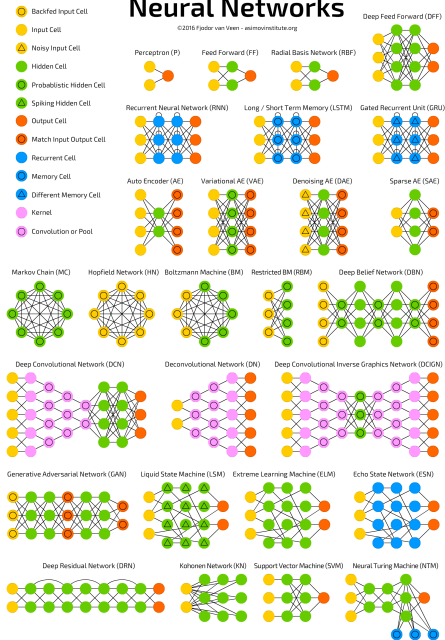 Neural Networks
©2016 Fjodor van Veen - asimovinstitute.org
Backfed Input Cell
Input Cell
Noisy Input Cell
Hidden Cell
Probablistic Hidden Cell
Spiking Hidden Cell
Output Cell
Match Input Output Cell
Recurrent Cell
Memory Cell
Different Memory Cell
Kernel
Convolution or Pool
Deep Feed Forward (DFF)
Perceptron (P)
Feed Forward (FF)
Radial Basis Network (RBF)
Recurrent Neural Network (RNN)
Long / Short Term Memory (LSTM)
Gated Recurrent Unit (GRU)
Auto Encoder (AE)
Variational AE (VAE)
Denoising AE (DAE)
Sparse AE (SAE)
Markov Chain (MC)
Hopfield Network (HN)
Boltzmann Machine (BM)
Restricted BM (RBM)
Deep Belief Network (DBN)
Deep Convolutional Network (DCN)
Deconvolutional Network (DN)
Deep Convolutional Inverse Graphics Network (DCIGN)
Generative Adversarial Network (GAN)
Liquid State Machine (LSM)
Extreme Learning Machine (ELM)
Echo State Network (ESN)
Deep Residual Network (DRN)
Kohonen Network (KN)
Support Vector Machine (SVM)
Neural Turing Machine (NTM)